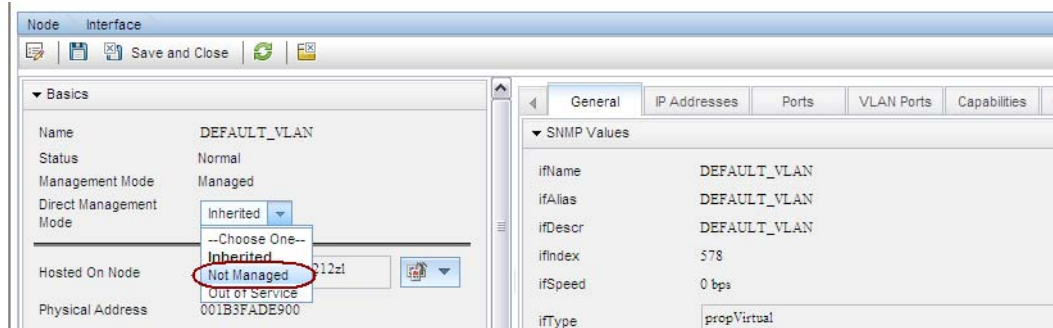 Node Interface
Save and Close
Basics
Name DEFAULT_VLAN
Status Normal
Management Mode Managed
Direct Management
Mode
Inherited
--Choose One--
Inherited
Not Managed
Out of Service
Hosted On Node 212zl
Physical Address 001B3FADE900
General IP Addresses Ports VLAN Ports Capabilities
SNMP Values
ifName DEFAULT_VLAN
ifAlias DEFAULT_VLAN
ifDescr DEFAULT_VLAN
ifIndex 578
ifSpeed 0 bps
ifType propVirtual